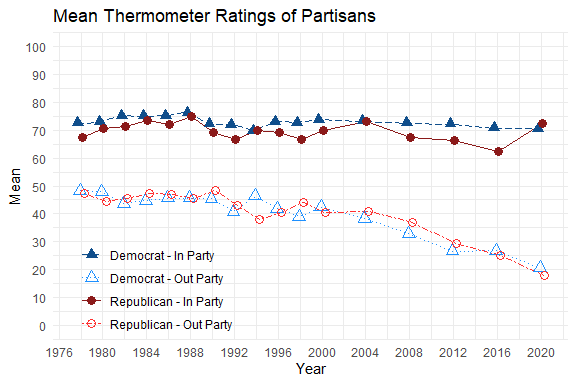 Mean Thermometer Ratings of Partisans
100
90
80
70
60
50
40
30
20
10
0
Mean
Democrat - In Party
Democrat - Out Party
Republican - In Party
Republican - Out Party
1976 1980 1984 1988 1992 1996 2000 2004 2008 2012 2016 2020
Year